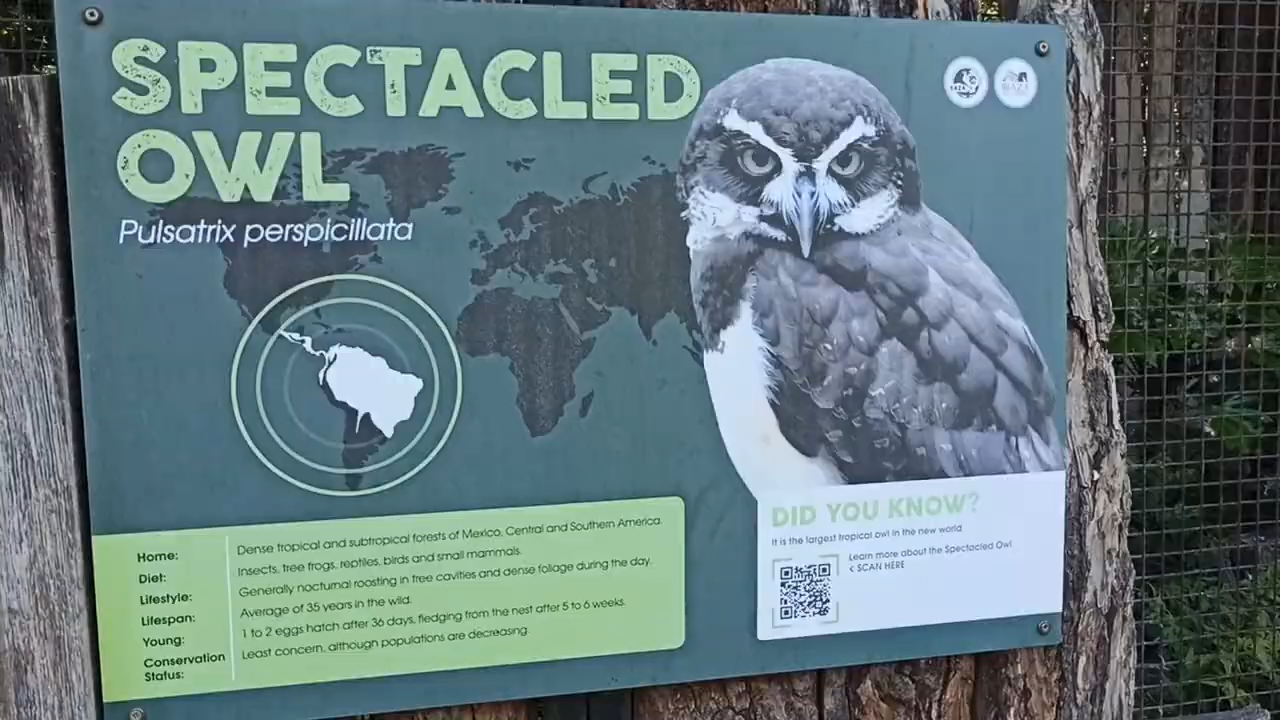 SPECTACLED
OWL
Pulsatrix perspicillata
Home: Dense tropical and subtropical forests of Mexico, Central and Southern America.
Diet: Insects, tree frogs, reptiles, birds and small mammals.
Lifestyle: Generally nocturnal roosting in tree cavities and dense foliage during the day.
Lifespan: Average of 35 years in the wild.
Young: 1 to 2 eggs hatch after 36 days, fledging from the nest after 5 to 6 weeks.
Conservation Status: Least concern, although populations are decreasing.
DID YOU KNOW?
It is the largest tropical owl in the new world.
Learn more about the Spectacled Owl
< SCAN HERE